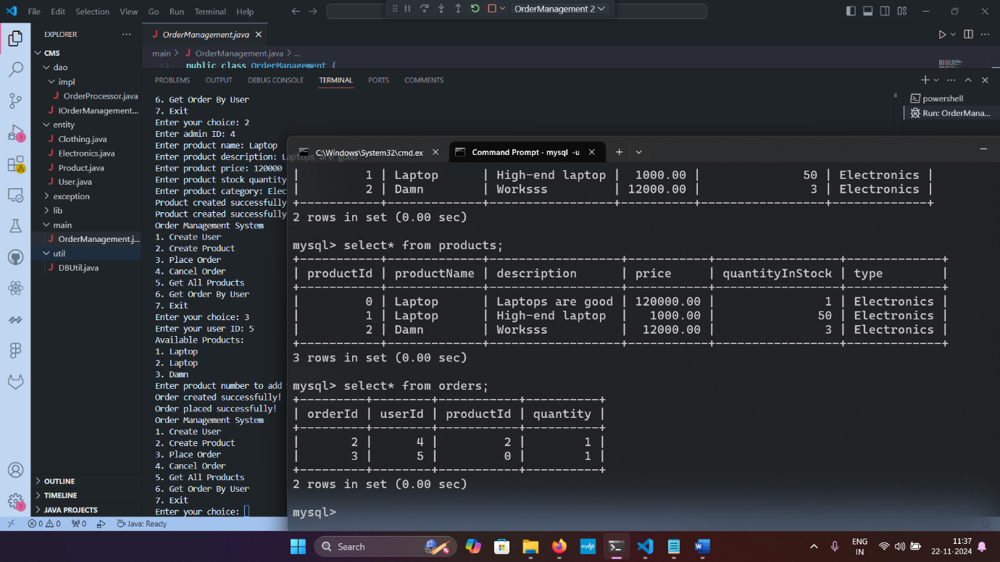 File Edit Selection View Go Run Terminal Help
OrderManagement 2
EXPLORER
CMS
dao
impl
OrderProcessor.java
IOrderManagement...
entity
Clothing.java
Electronics.java
Product.java
User.java
exception
lib
main
OrderManagement.j...
util
DBUtil.java
OUTLINE
TIMELINE
JAVA PROJECTS
OrderManagement.java
main > OrderManagement.java > ...
12 public class OrderManagement {
PROBLEMS OUTPUT DEBUG CONSOLE TERMINAL PORTS COMMENTS
powershell
Run: OrderMana...
6. Get Order By User
7. Exit
Enter your choice: 2
Enter admin ID: 4
Enter product name: Laptop
Enter product description: Laptops are good
Enter product price: 120000
Enter product stock quantity
Enter product category: Elec
Product created successfully
Product created successfully
Order Management System
1. Create User
2. Create Product
3. Place Order
4. Cancel Order
5. Get All Products
6. Get Order By User
7. Exit
Enter your choice: 3
Enter your user ID: 5
Available Products:
1. Laptop
2. Laptop
3. Damn
Enter product number to add
Order created successfully!
Order placed successfully!
Order Management System
1. Create User
2. Create Product
3. Place Order
4. Cancel Order
5. Get All Products
6. Get Order By User
7. Exit
Enter your choice:
C:\Windows\System32\cmd.ex
Command Prompt - mysql -u
| 1 | Laptop | High-end laptop | 1000.00 | 50 | Electronics |
| 2 | Damn | Worksss | 12000.00 | 3 | Electronics |
2 rows in set (0.00 sec)
mysql> select* from products;
| productId | productName | description | price | quantityInStock | type |
| 0 | Laptop | Laptops are good | 120000.00 | 1 | Electronics |
| 1 | Laptop | High-end laptop | 1000.00 | 50 | Electronics |
| 2 | Damn | Worksss | 12000.00 | 3 | Electronics |
3 rows in set (0.00 sec)
mysql> select* from orders;
| orderId | userId | productId | quantity |
| 2 | 4 | 2 | 1 |
| 3 | 5 | 0 | 1 |
2 rows in set (0.00 sec)
mysql>
0 0 0 Java: Ready
Search
myhp
ENG
IN
11:37
22-11-2024